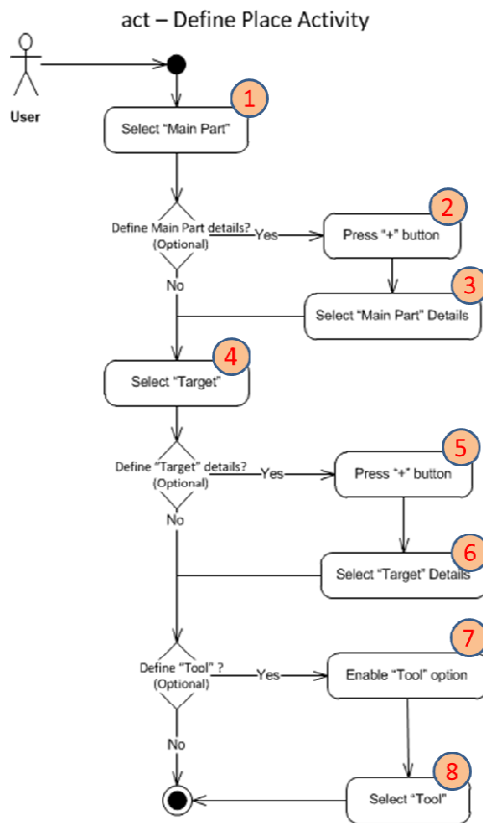 act – Define Place Activity
User
1
Select “Main Part”
Define Main Part details?
(Optional)
Yes
2
Press “+” button
No
3
Select “Main Part” Details
4
Select “Target”
Define “Target” details?
(Optional)
Yes
5
Press “+” button
No
6
Select “Target” Details
Define “Tool” ?
(Optional)
Yes
7
Enable “Tool” option
No
8
Select “Tool”